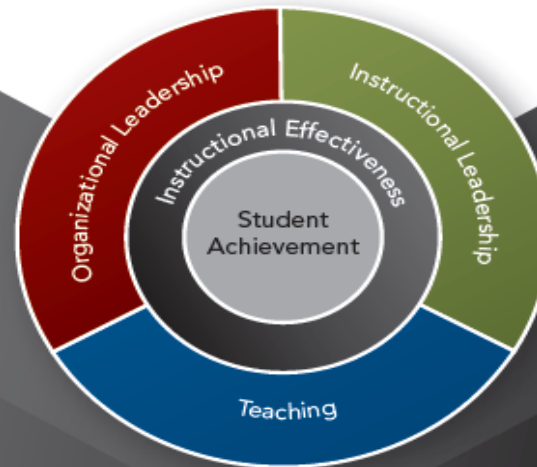 Organizational Leadership
Instructional Leadership
Instructional Effectiveness
Student
Achievement
Teaching